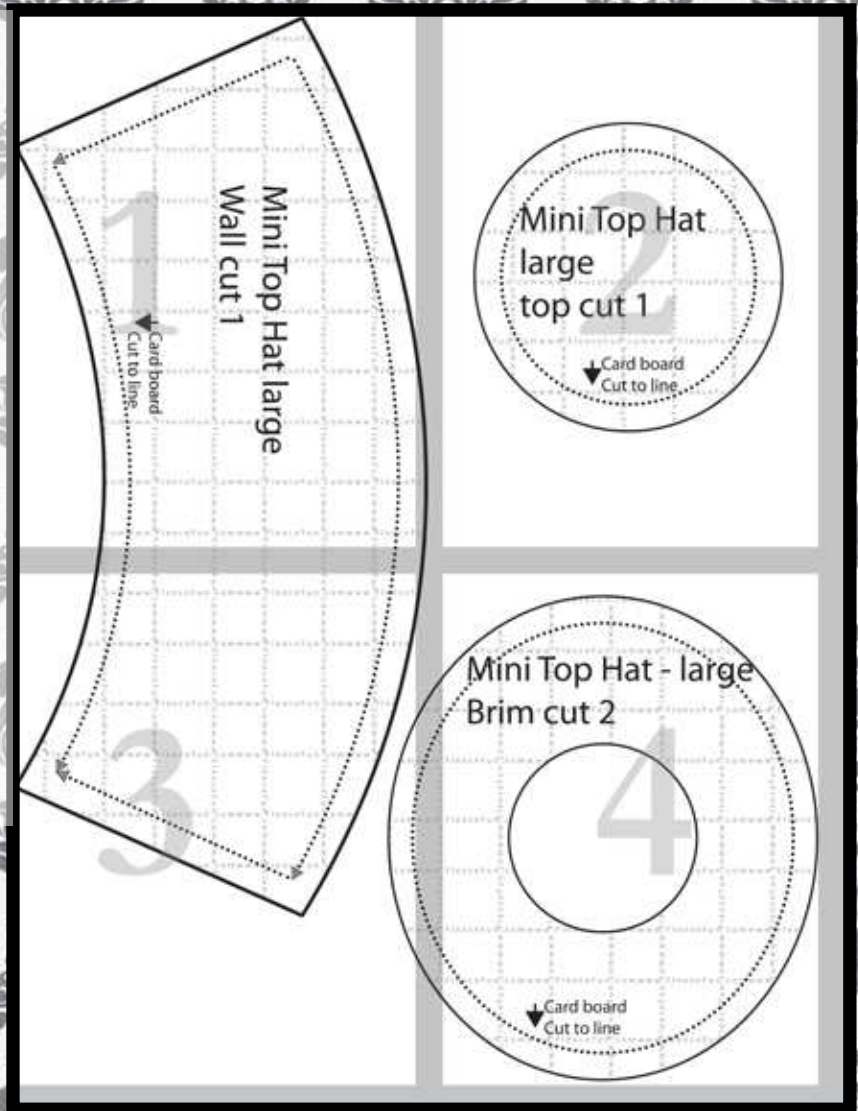 1
Mini Top Hat large
Wall cut 1
Card board
Cut to line
2
Mini Top Hat
large
top cut 1
Card board
Cut to line
3
4
Mini Top Hat - large
Brim cut 2
Card board
Cut to line